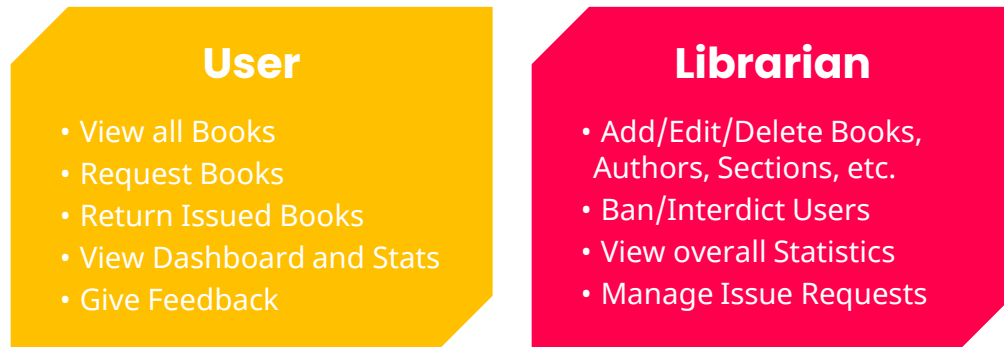 User
• View all Books
• Request Books
• Return Issued Books
• View Dashboard and Stats
• Give Feedback
Librarian
• Add/Edit/Delete Books,
Authors, Sections, etc.
• Ban/Interdict Users
• View overall Statistics
• Manage Issue Requests